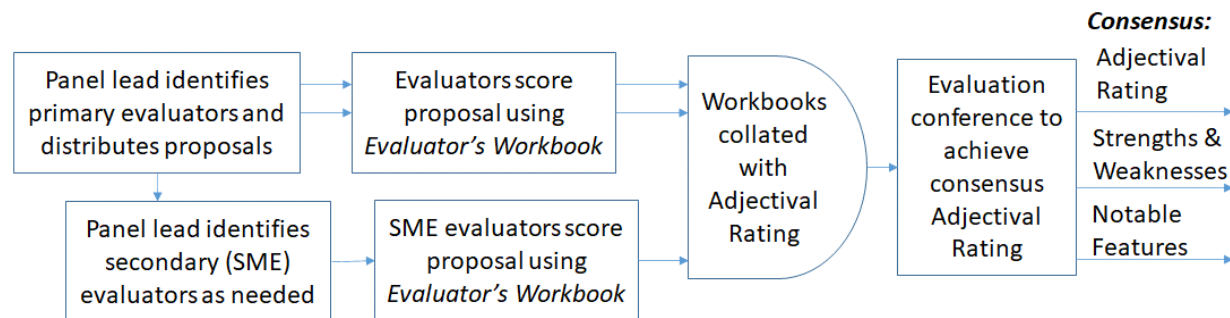 Panel lead identifies
primary evaluators and
distributes proposals
Evaluators score
proposal using
Evaluator's Workbook
Panel lead identifies
secondary (SME)
evaluators as needed
SME evaluators score
proposal using
Evaluator's Workbook
Workbooks
collated
with
Adjectival
Rating
Evaluation
conference to
achieve
consensus
Adjectival
Rating
Consensus:
Adjectival
Rating
Strengths &
Weaknesses
Notable
Features